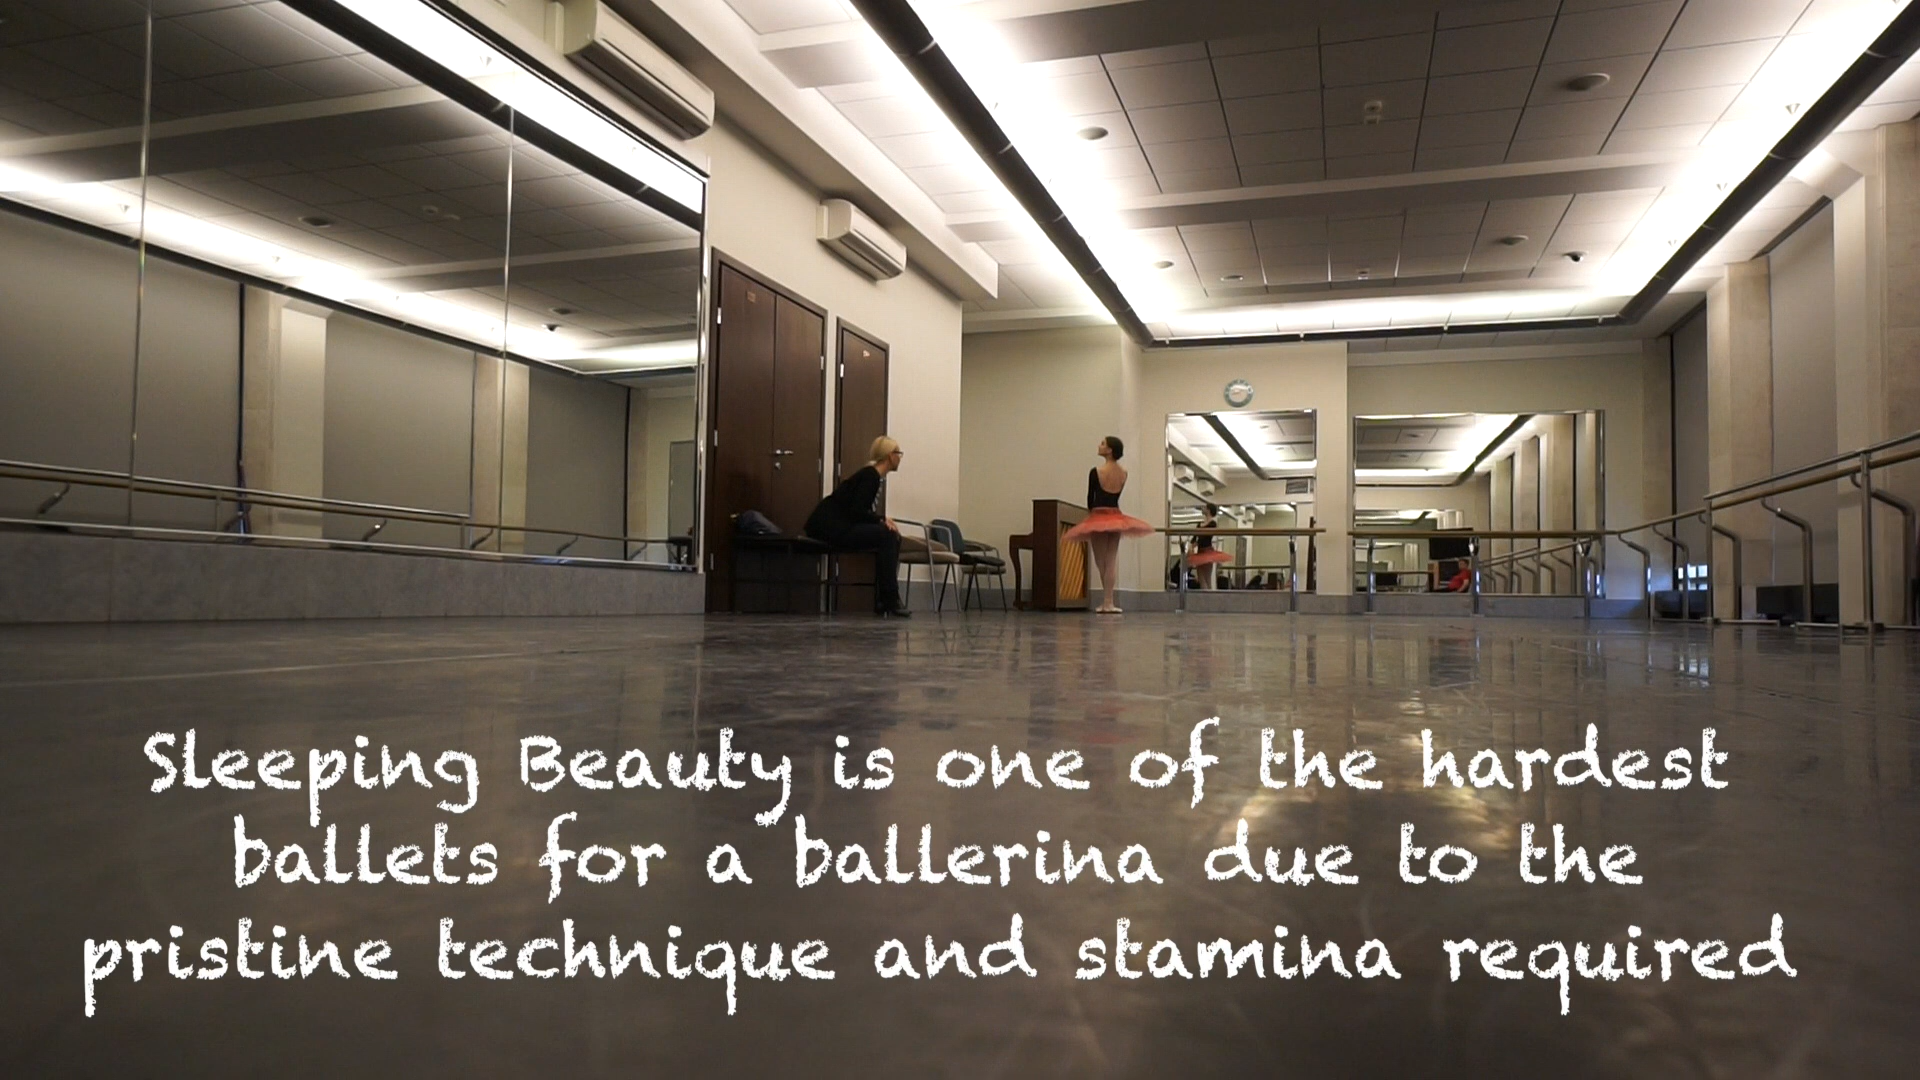 Sleeping Beauty is one of the hardest
ballets for a ballerina due to the
pristine technique and stamina required